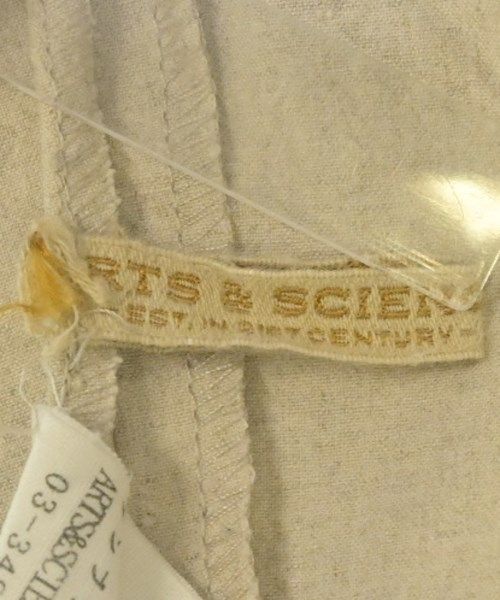 RTS & SCIEN
EST. IN 21ST CENTURY
ARTS&SCIE
03-34